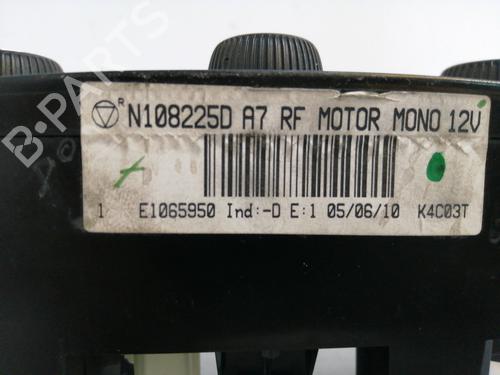 B-PARTS
R
N108225D A7 RF MOTOR MONO 12V
1 E1065950 Ind:-D E:1 05/06/10 K4C03T